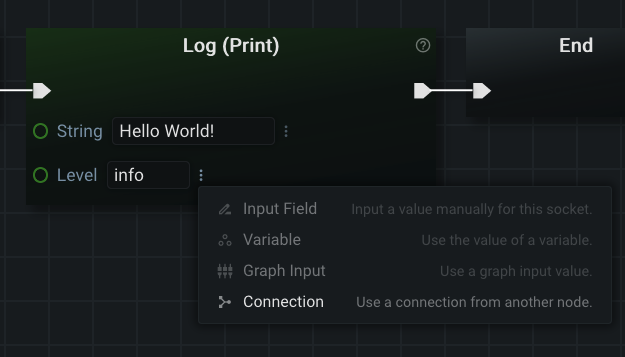 Log (Print)
End
String Hello World!
Level info
Input Field Input a value manually for this socket.
Variable Use the value of a variable.
Graph Input Use a graph input value.
Connection Use a connection from another node.